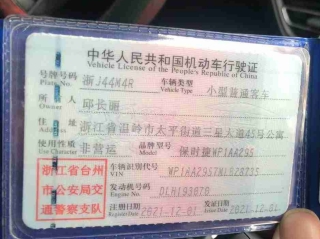 中华人民共和国机动车行驶证
Vehicle License of the People's Republic of China
号牌号码 浙J44M4R 车辆类型 小型普通客车
Plate No. Vehicle Type
所有人 邱长丽
Owner
住址 浙江省温岭市太平街道三星大道45号公寓
Address
使用性质 非营运 品牌型号 保时捷WP1AA295
Use Character Model
浙江省台州
市公安局交
通警察支队
车辆识别代号
VIN
发动机号码
Engine No.
注册日期 2021-12-01 发证日期 2021-12-01
Register Date Issue Date